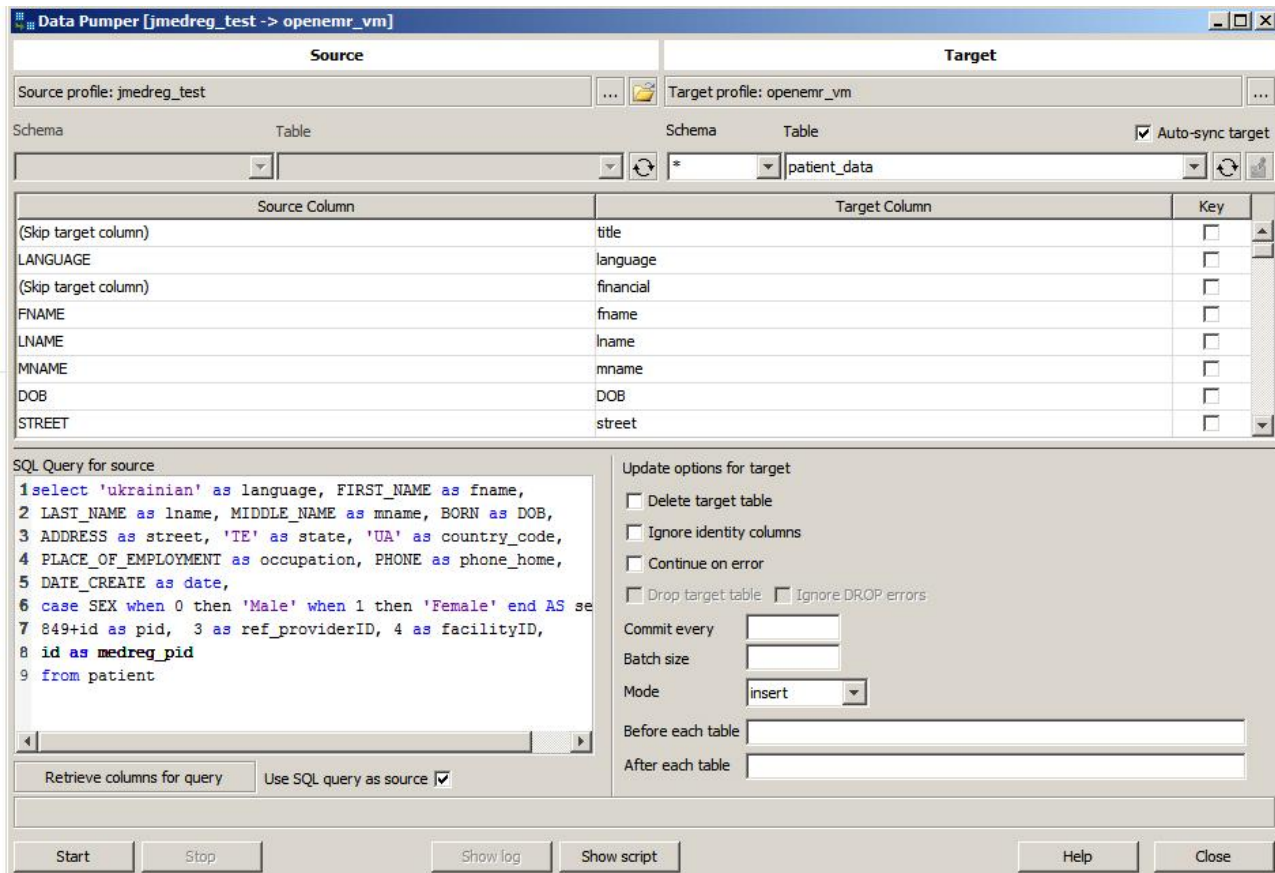 Data Pumper [jmedreg_test -> openemr_vm]
Source Target
Source profile: jmedreg_test ... Target profile: openemr_vm ...
Schema Table Schema Table Auto-sync target
* patient_data
Source Column Target Column Key
(Skip target column) title
LANGUAGE language
(Skip target column) financial
FNAME fname
LNAME lname
MNAME mname
DOB DOB
STREET street
SQL Query for source
1 select 'ukrainian' as language, FIRST_NAME as fname,
2 LAST_NAME as lname, MIDDLE_NAME as mname, BORN as DOB,
3 ADDRESS as street, 'TE' as state, 'UA' as country_code,
4 PLACE_OF_EMPLOYMENT as occupation, PHONE as phone_home,
5 DATE_CREATE as date,
6 case SEX when 0 then 'Male' when 1 then 'Female' end AS se
7 849+id as pid, 3 as ref_providerID, 4 as facilityID,
8 id as medreg_pid
9 from patient
Retrieve columns for query Use SQL query as source
Update options for target
Delete target table
Ignore identity columns
Continue on error
Drop target table Ignore DROP errors
Commit every
Batch size
Mode insert
Before each table
After each table
Start Stop Show log Show script Help Close